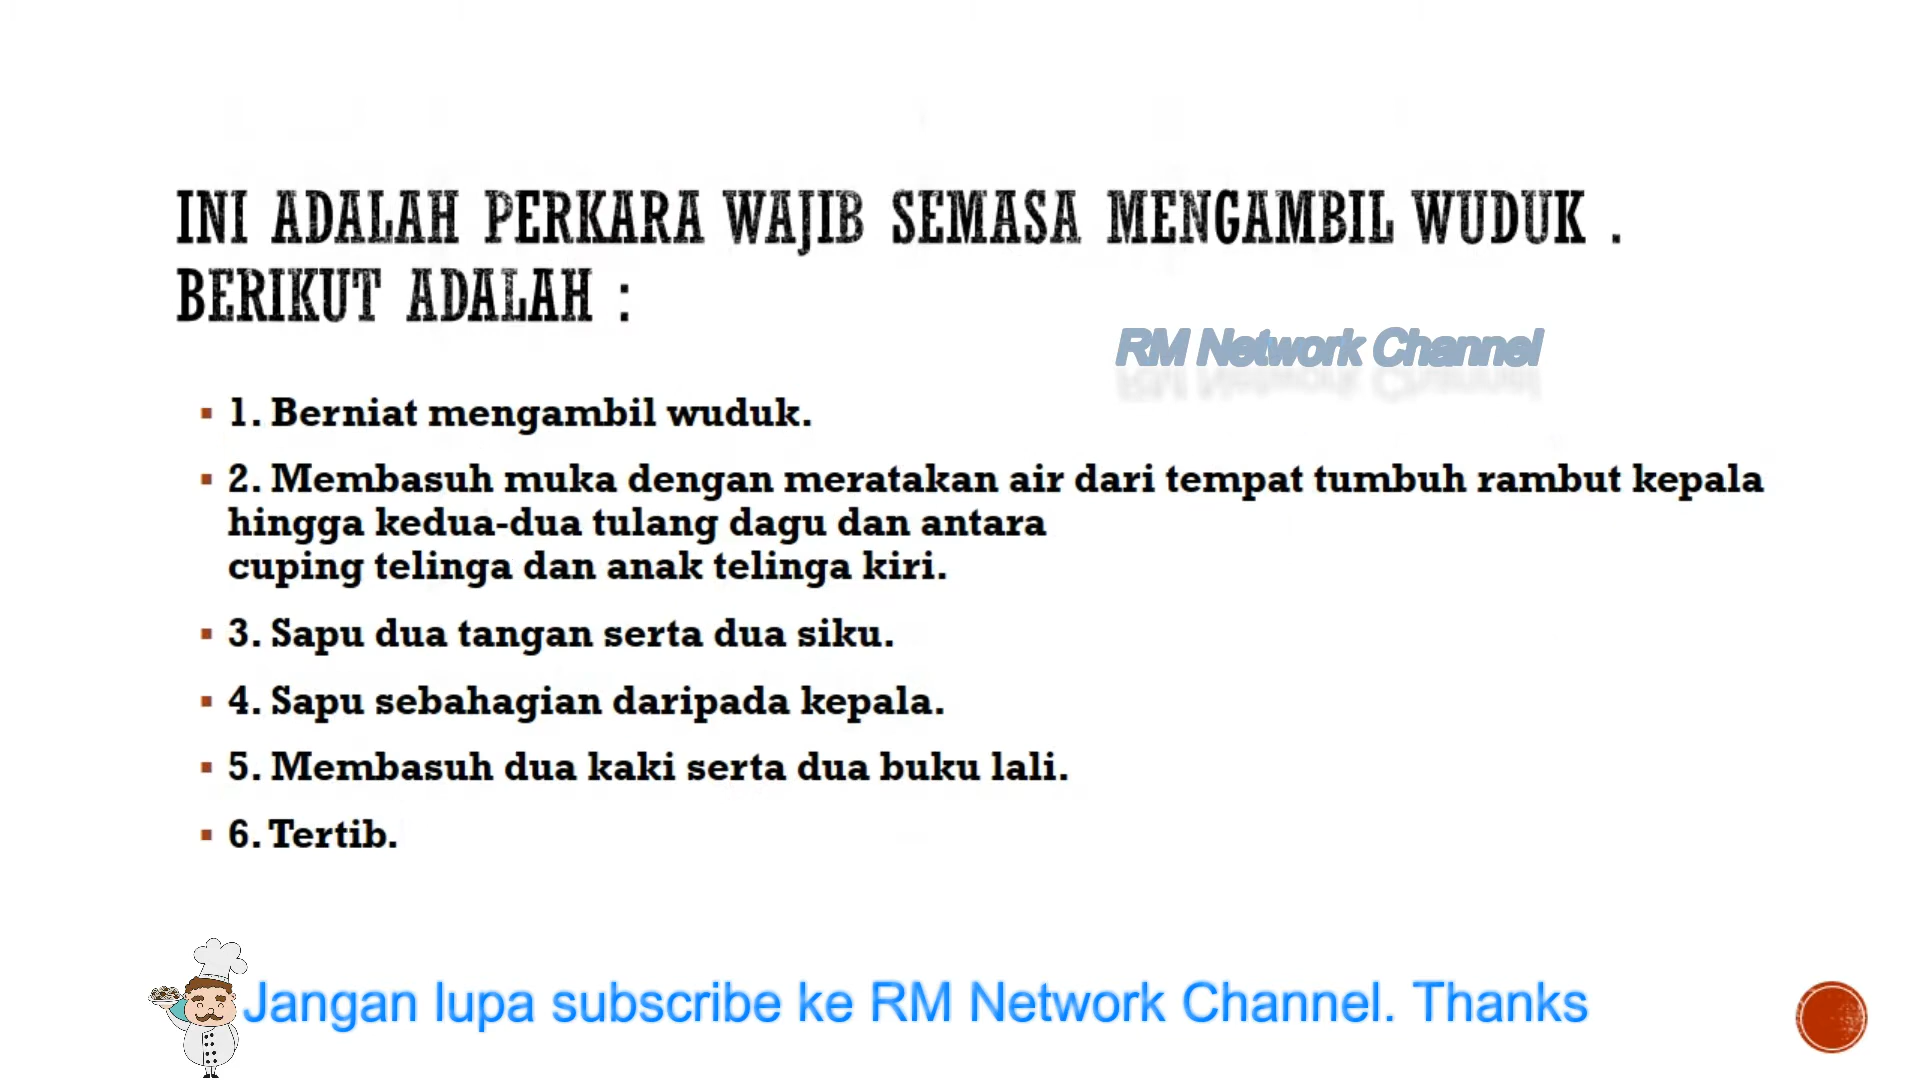 INI ADALAH PERKARA WAJIB SEMASA MENGAMBIL WUDUK .
BERIKUT ADALAH :
RM Network Channel
▪ 1. Berniat mengambil wuduk.
▪ 2. Membasuh muka dengan meratakan air dari tempat tumbuh rambut kepala
hingga kedua-dua tulang dagu dan antara
cuping telinga dan anak telinga kiri.
▪ 3. Sapu dua tangan serta dua siku.
▪ 4. Sapu sebahagian daripada kepala.
▪ 5. Membasuh dua kaki serta dua buku lali.
▪ 6. Tertib.
Jangan lupa subscribe ke RM Network Channel. Thanks